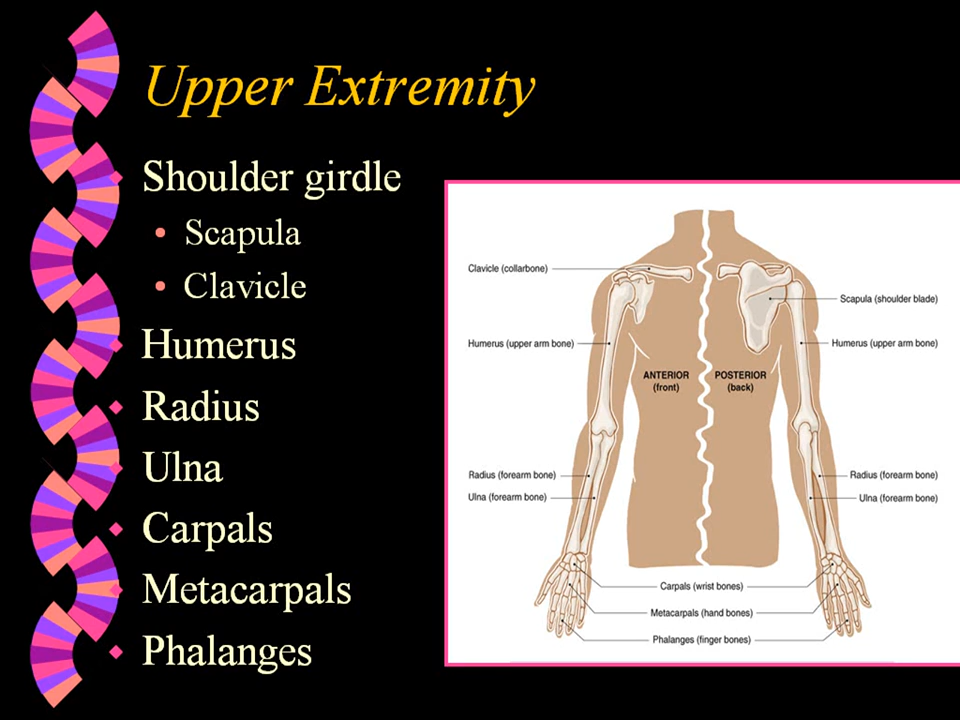 Upper Extremity
Shoulder girdle
Scapula
Clavicle
Humerus
Radius
Ulna
Carpals
Metacarpals
Phalanges
Clavicle (collarbone)
Scapula (shoulder blade)
Humerus (upper arm bone)
Humerus (upper arm bone)
ANTERIOR
(front)
POSTERIOR
(back)
Radius (forearm bone)
Radius (forearm bone)
Ulna (forearm bone)
Ulna (forearm bone)
Carpals (wrist bones)
Metacarpals (hand bones)
Phalanges (finger bones)